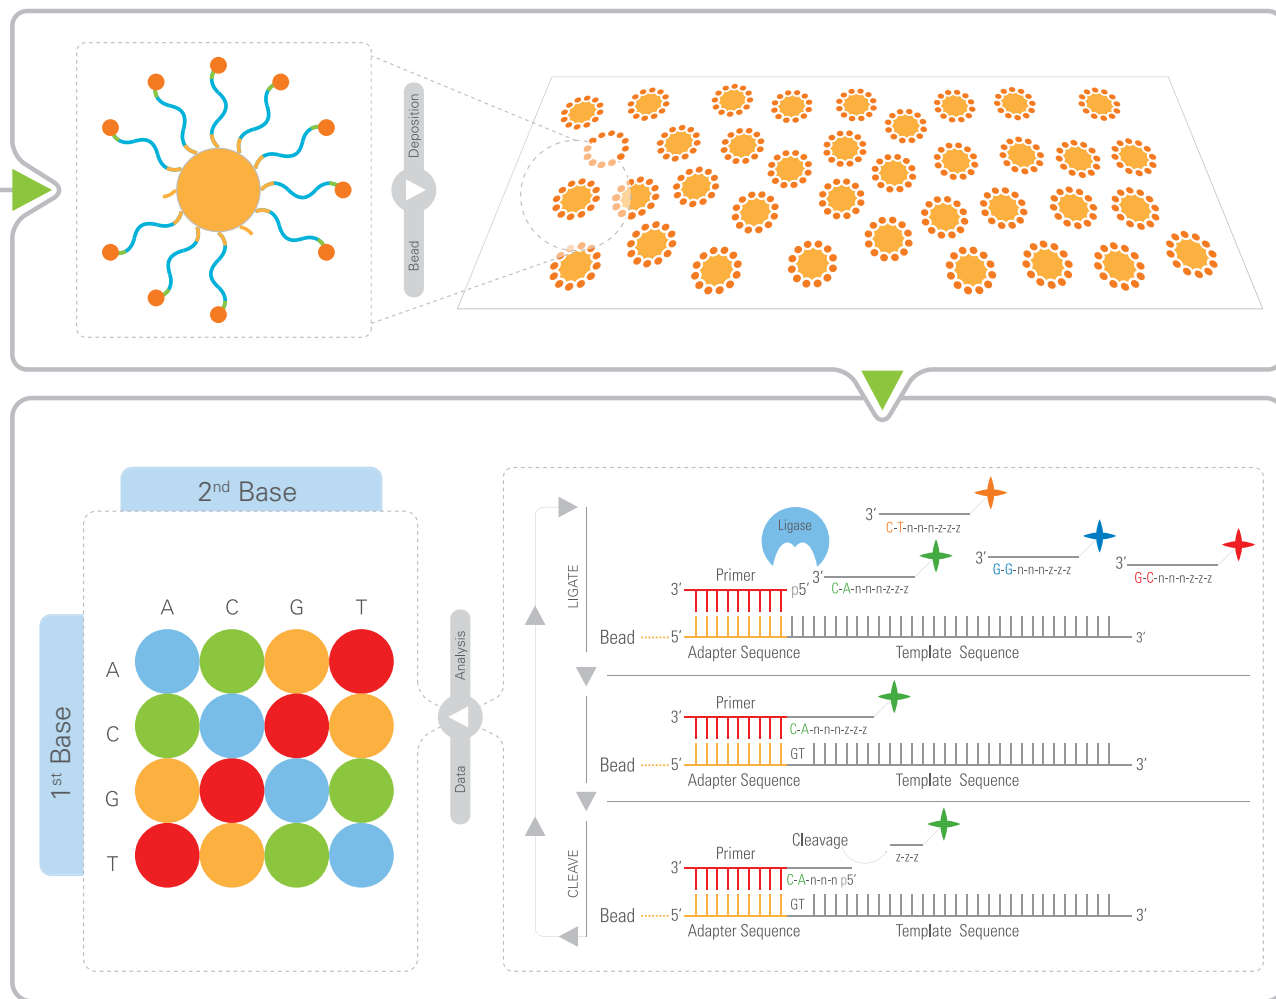 Deposition
Bead
2nd Base
1st Base
A C G T
A
C
G
T
Analysis
Data
LIGATE
Ligase
3′
C-T-n-n-n-z-z-z
3′
G-G-n-n-n-z-z-z
3′
G-C-n-n-n-z-z-z
3′
C-A-n-n-n-z-z-z
Primer
3′
p5′
Bead
5′
3′
Adapter Sequence
Template Sequence
Primer
3′
C-A-n-n-n-z-z-z
GT
Bead
5′
3′
Adapter Sequence
Template Sequence
CLEAVE
Cleavage
z-z-z
Primer
3′
C-A-n-n-n p5′
GT
Bead
5′
3′
Adapter Sequence
Template Sequence